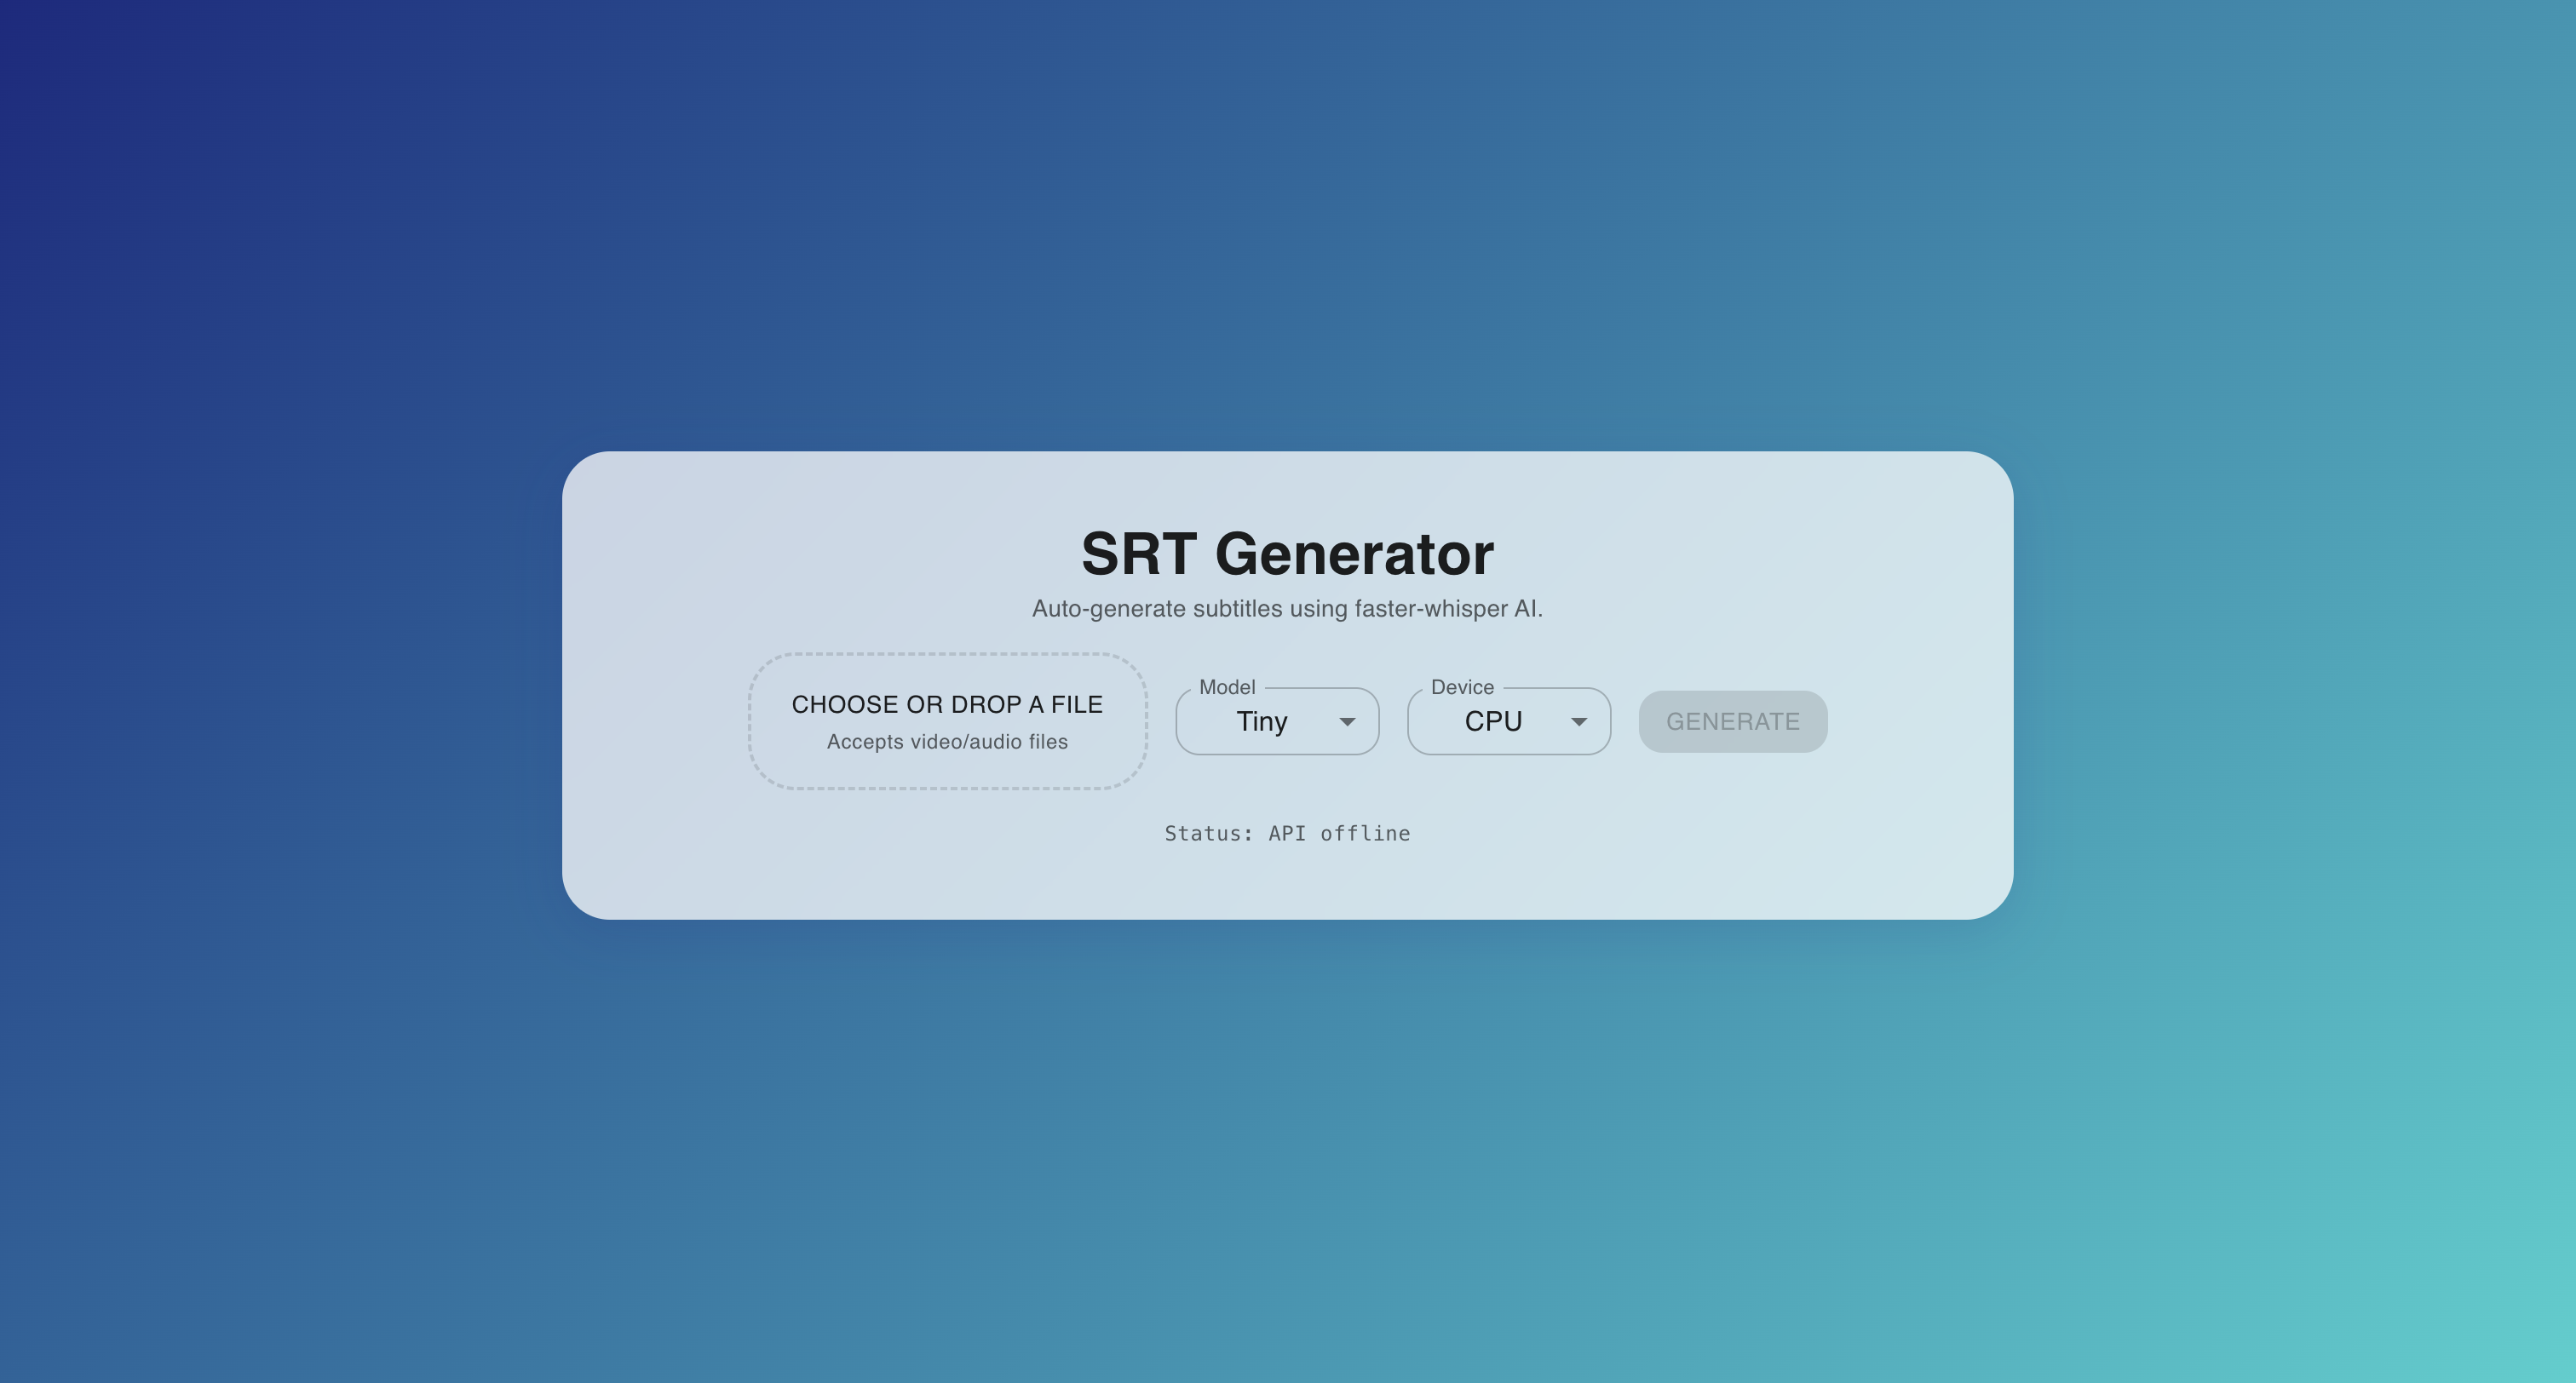 SRT Generator
Auto-generate subtitles using faster-whisper AI.
CHOOSE OR DROP A FILE
Accepts video/audio files
Model
Tiny
Device
CPU
GENERATE
Status: API offline